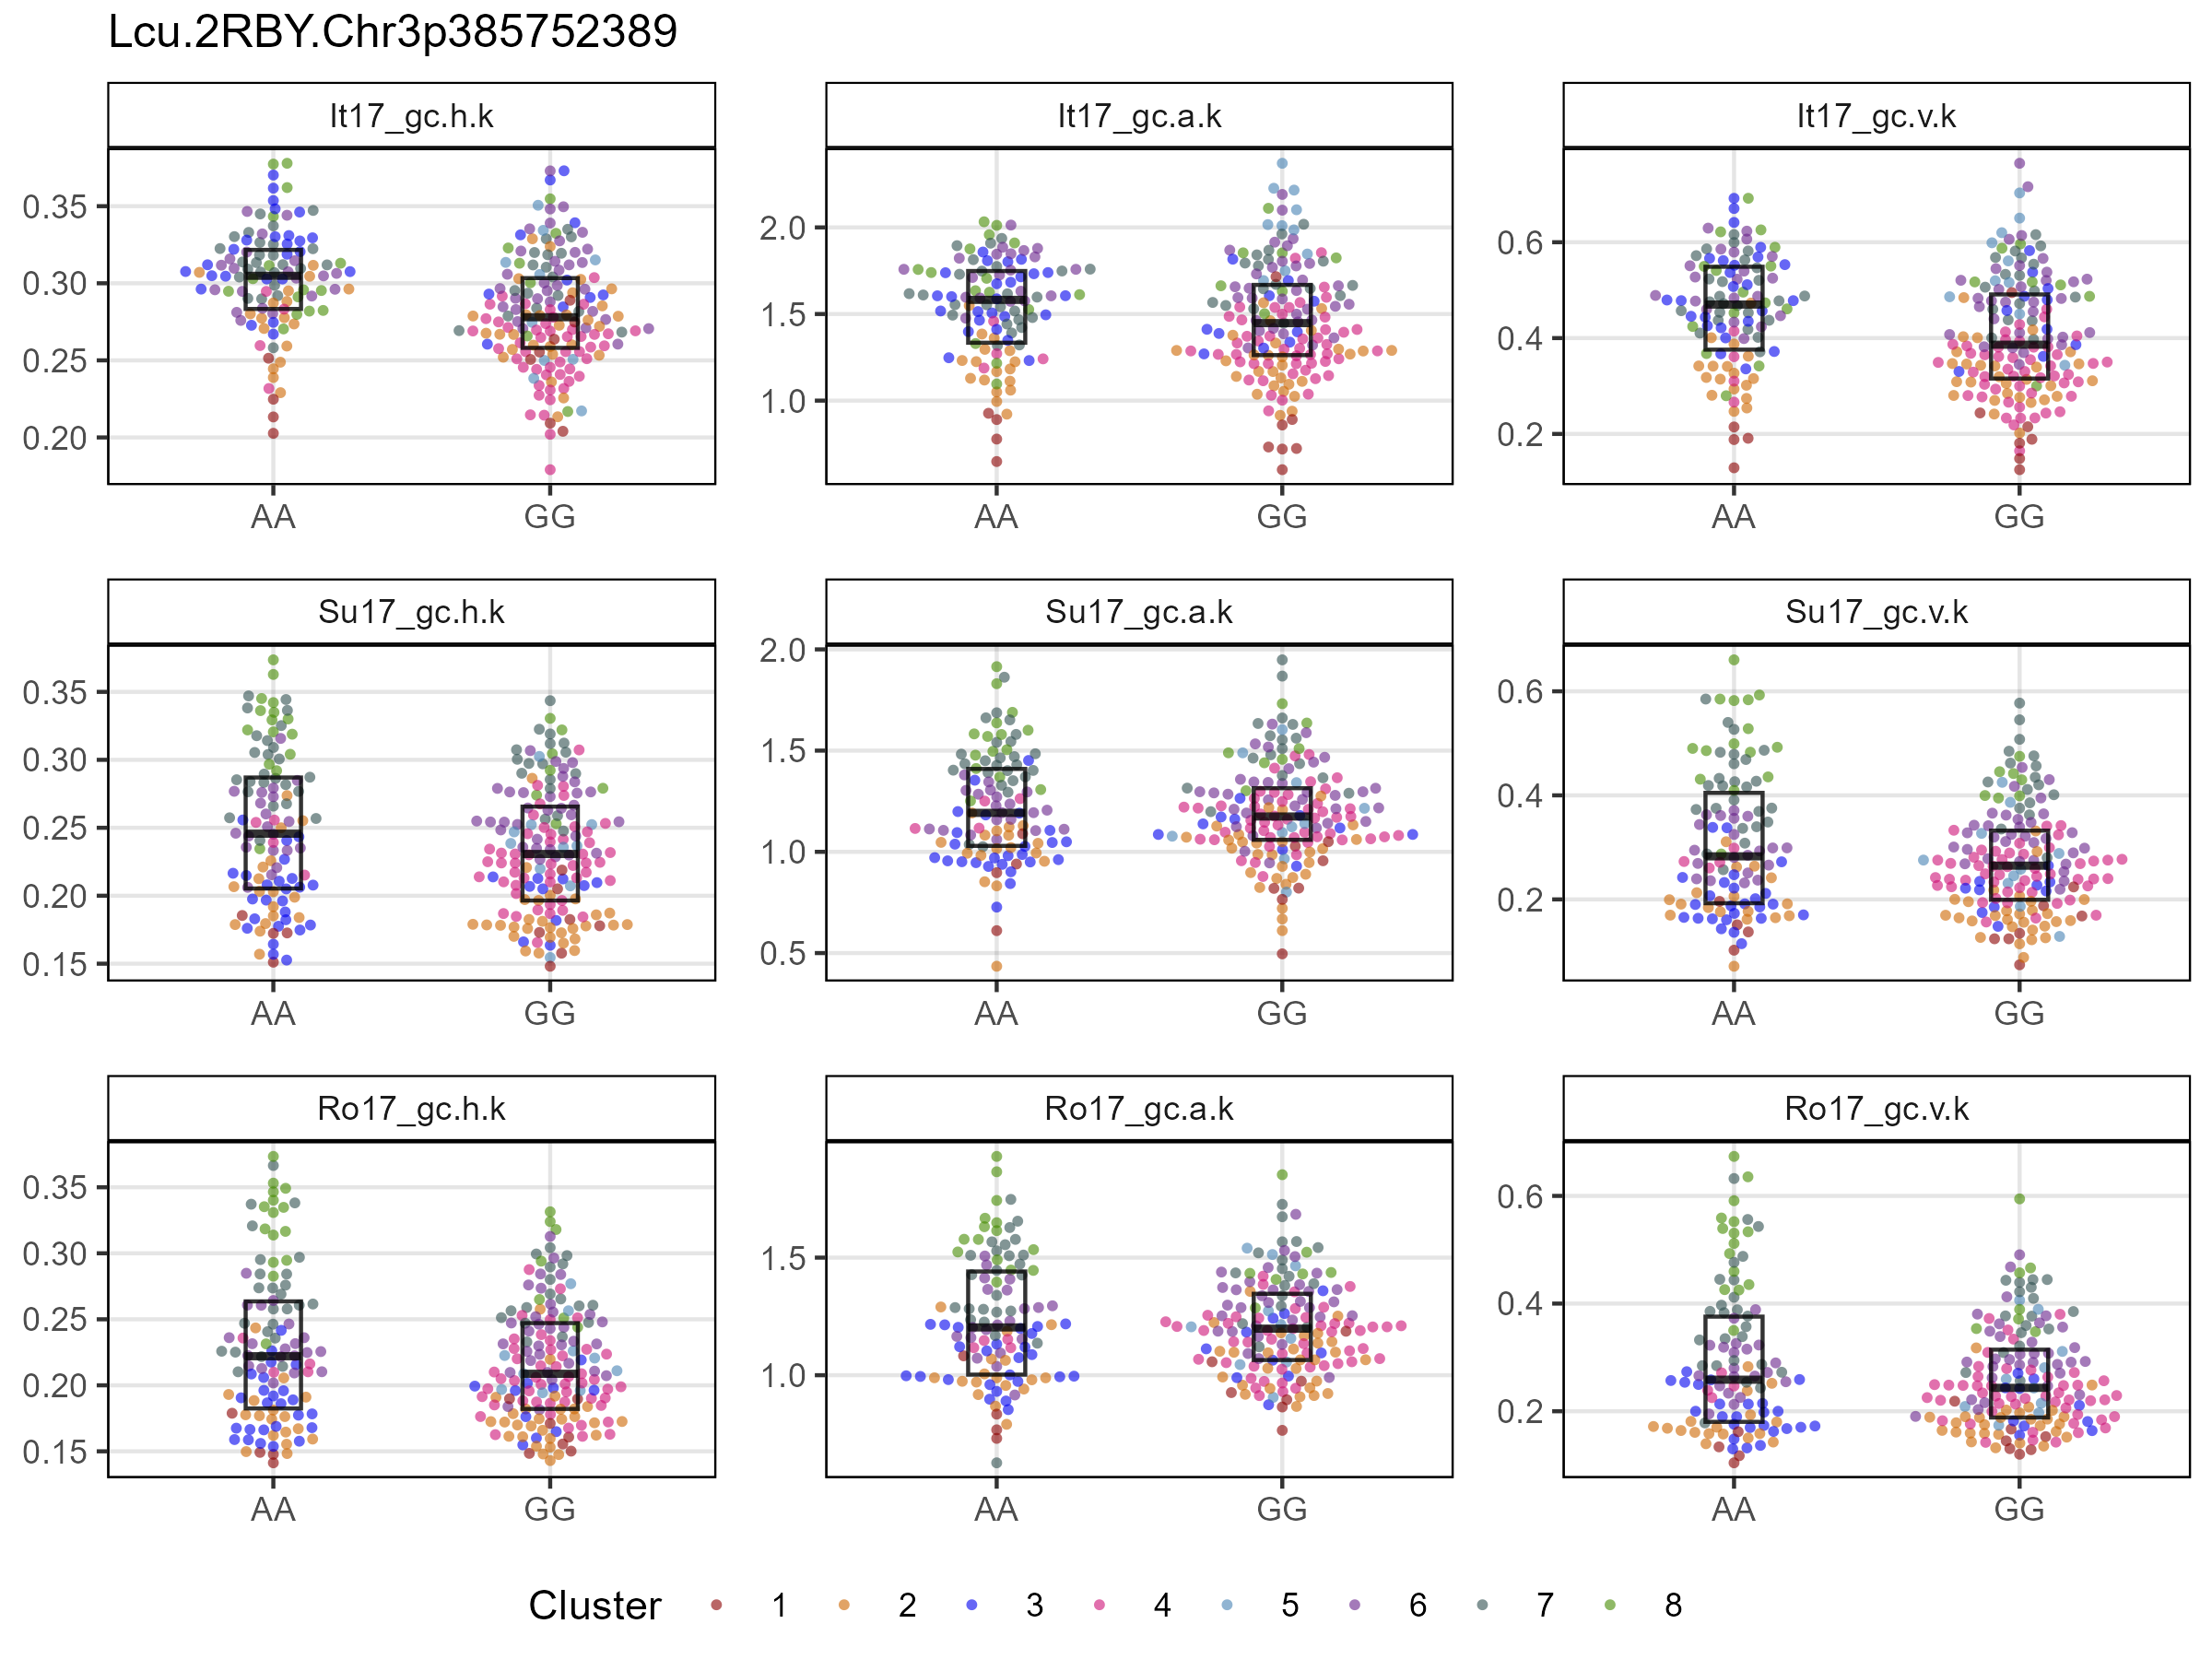 Lcu.2RBY.Chr3p385752389
It17_gc.h.k It17_gc.a.k It17_gc.v.k
0.35 2.0 0.6
0.30 1.5 0.4
0.25 1.0 0.2
0.20
AA GG AA GG AA GG
Su17_gc.h.k Su17_gc.a.k Su17_gc.v.k
0.35 2.0 0.6
0.30 1.5 0.4
0.25 1.0 0.2
0.20 0.5
0.15
AA GG AA GG AA GG
Ro17_gc.h.k Ro17_gc.a.k Ro17_gc.v.k
0.35 1.5 0.6
0.30 1.0 0.4
0.25 0.2
0.20
0.15
AA GG AA GG AA GG
Cluster 1 2 3 4 5 6 7 8